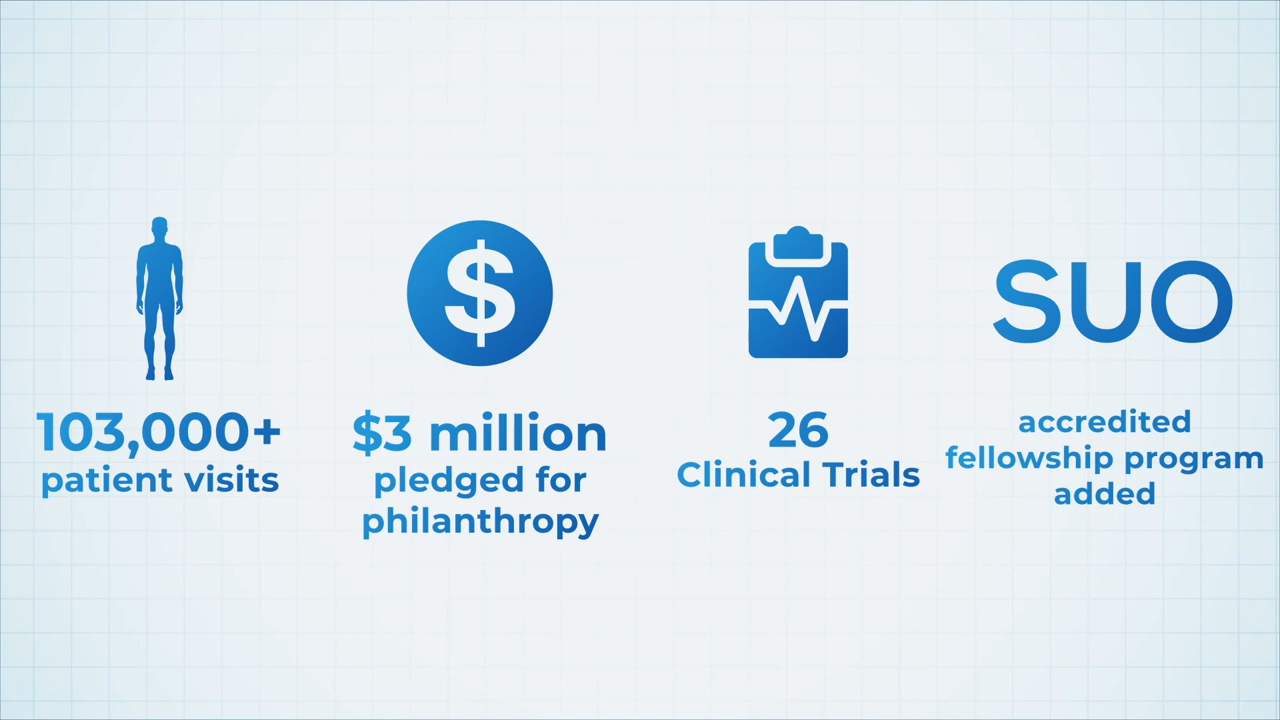 103,000+
patient visits
$
$3 million
pledged for
philanthropy
26
Clinical Trials
SUO
accredited
fellowship program
added